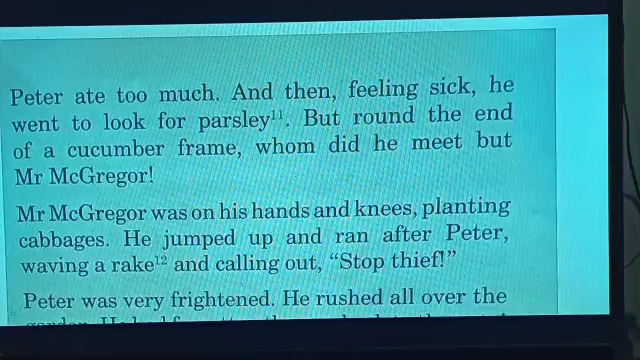 Peter ate too much. And then, feeling sick, he
went to look for parsley¹¹. But round the end
of a cucumber frame, whom did he meet but
Mr McGregor!
Mr McGregor was on his hands and knees, planting
cabbages. He jumped up and ran after Peter,
waving a rake¹² and calling out, “Stop thief!”
Peter was very frightened. He rushed all over the